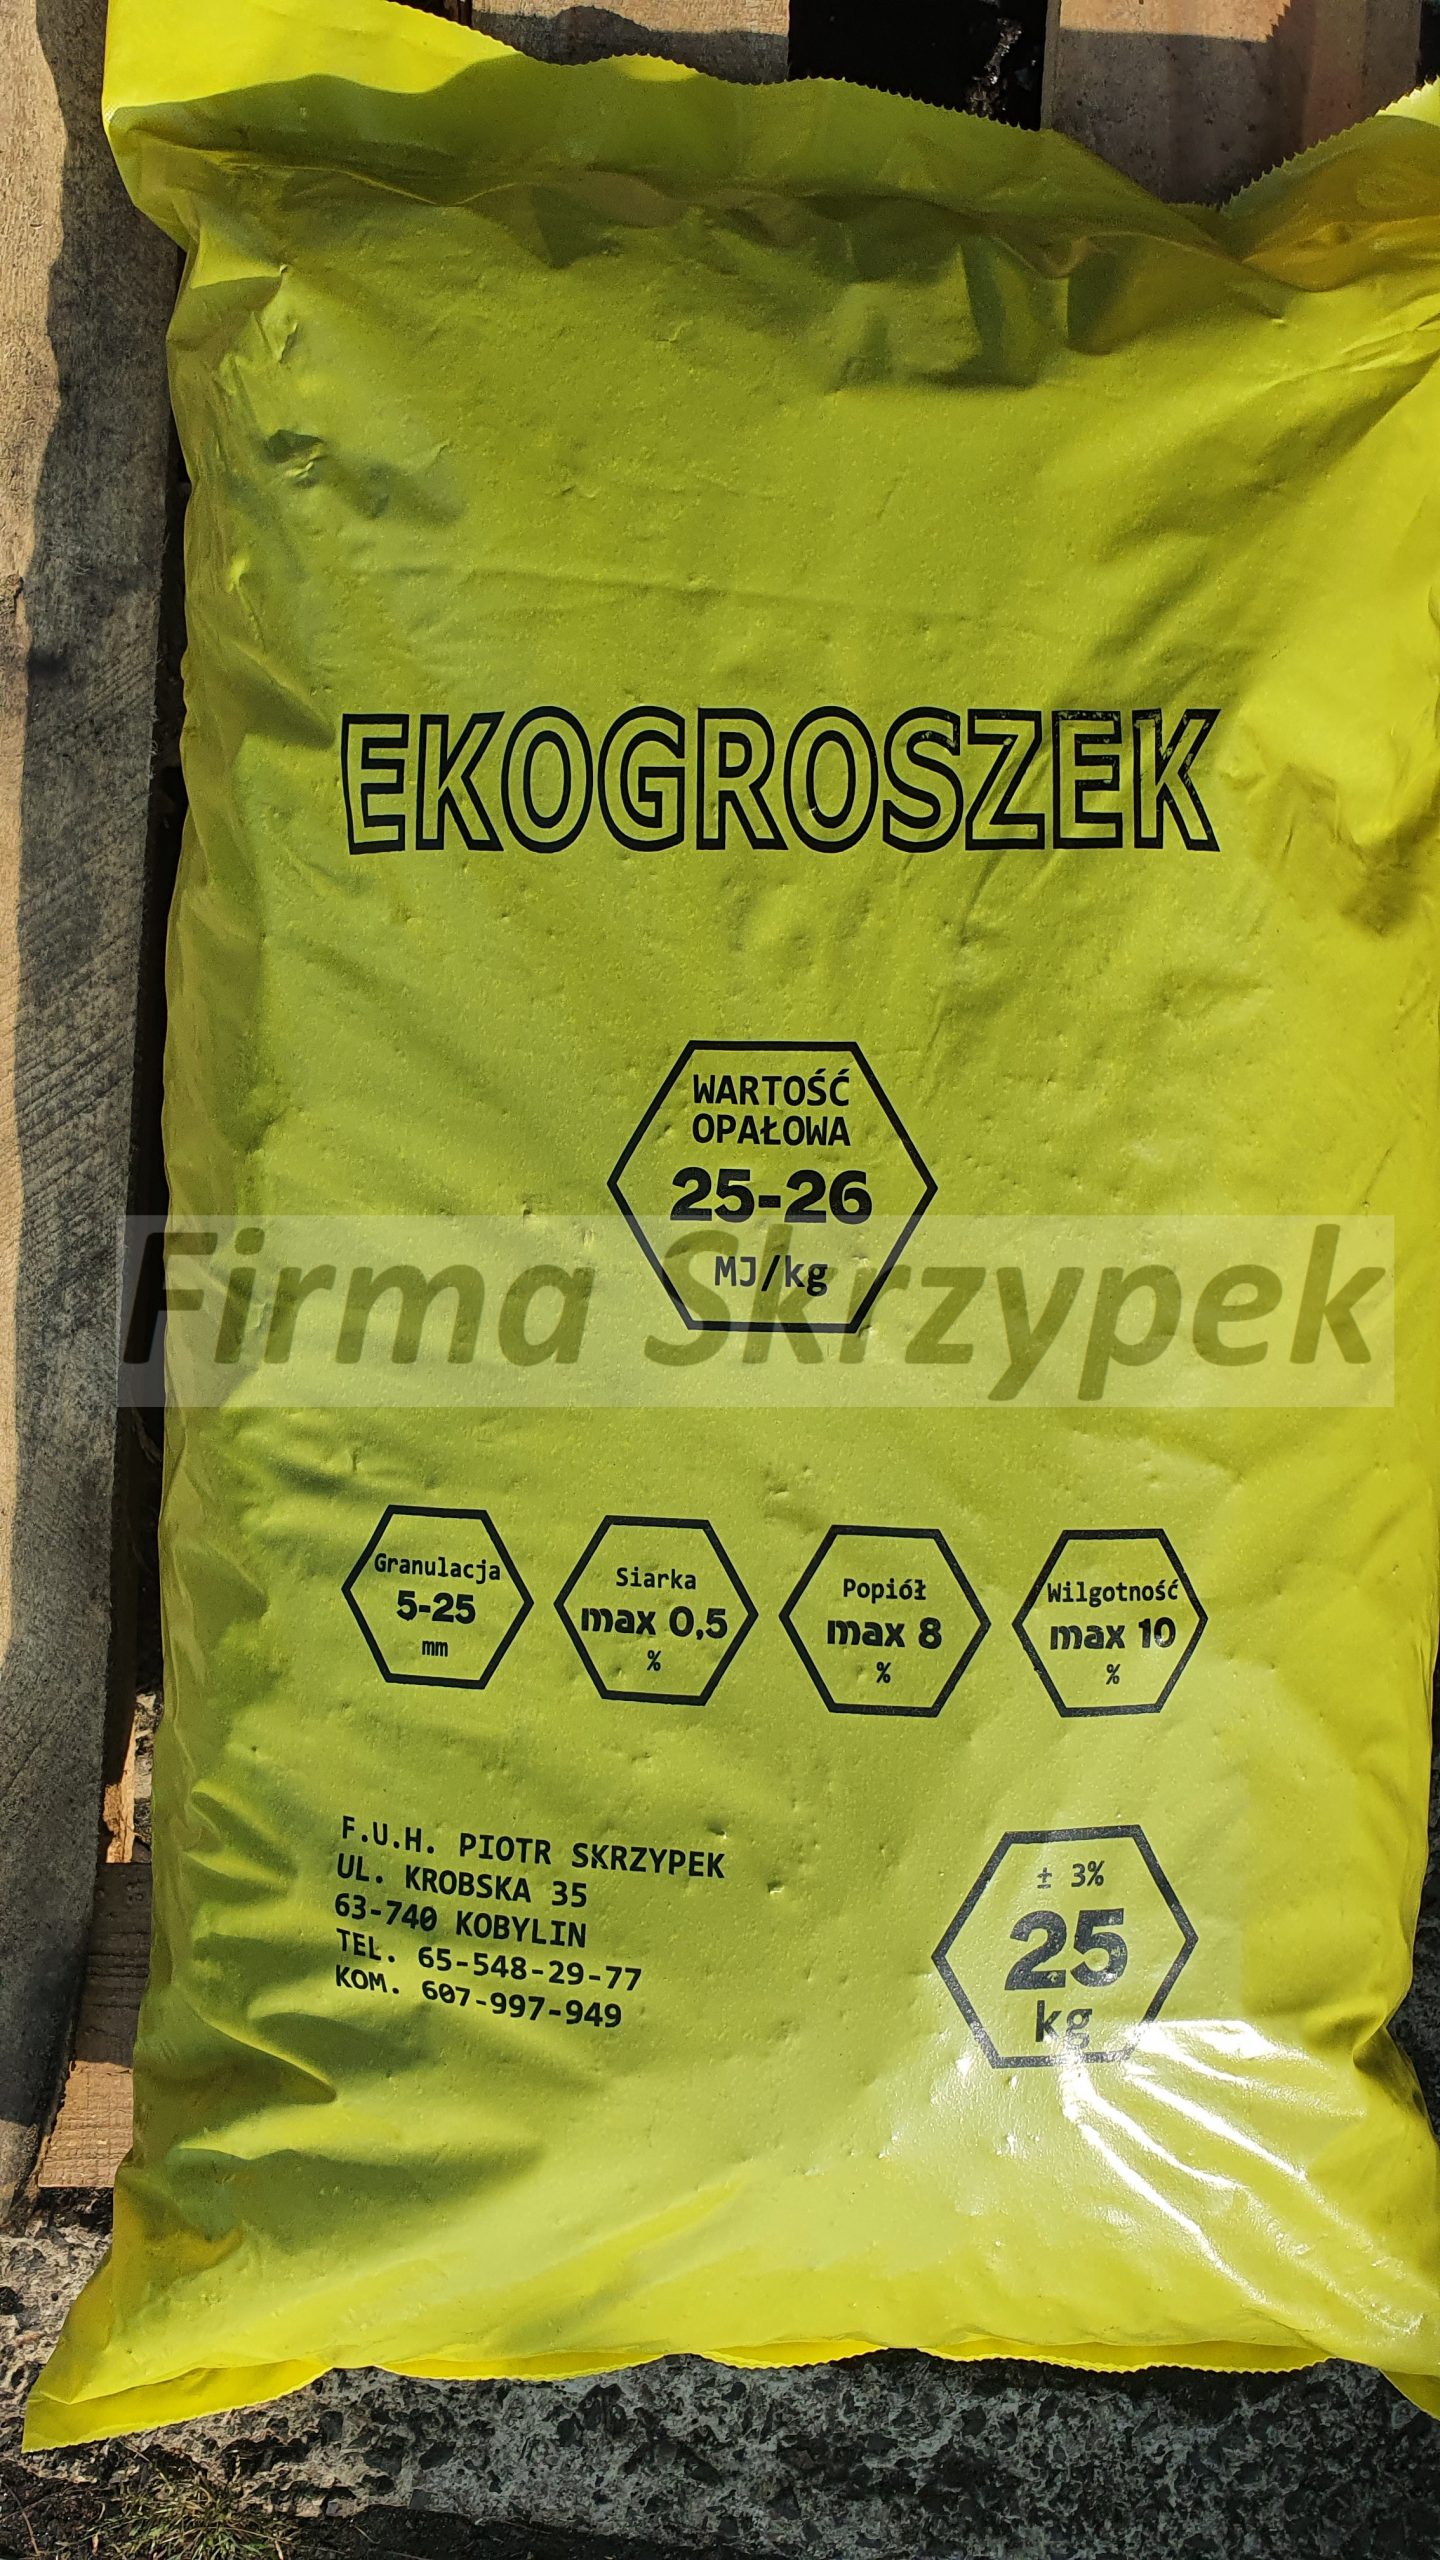 EKOGROSZEK
WARTOŚĆ
OPAŁOWA
25-26
MJ/kg
Firma Skrzypek
Granulacja
5-25
mm
Siarka
max 0,5
%
Popiół
max 8
%
Wilgotność
max 10
%
F.U.H. PIOTR SKRZYPEK
UL. KROBSKA 35
63-740 KOBYLIN
TEL. 65-548-29-77
KOM. 607-997-949
± 3%
25
kg